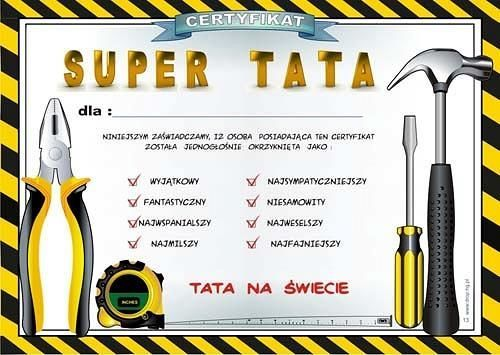 CERTYFIKAT
SUPER TATA
dla :
NINIEJSZYM ZAŚWIADCZAMY, IŻ OSOBA POSIADAJĄCA TEN CERTYFIKAT
ZOSTAŁA JEDNOGŁOŚNIE OKRZYKNIĘTA JAKO :
WYJĄTKOWY
NAJSYMPATYCZNIEJSZY
FANTASTYCZNY
NIESAMOWITY
NAJWSPANIALSZY
NAJWESELSZY
NAJMILSZY
NAJFAJNIEJSZY
TATA NA ŚWIECIE
INCHES